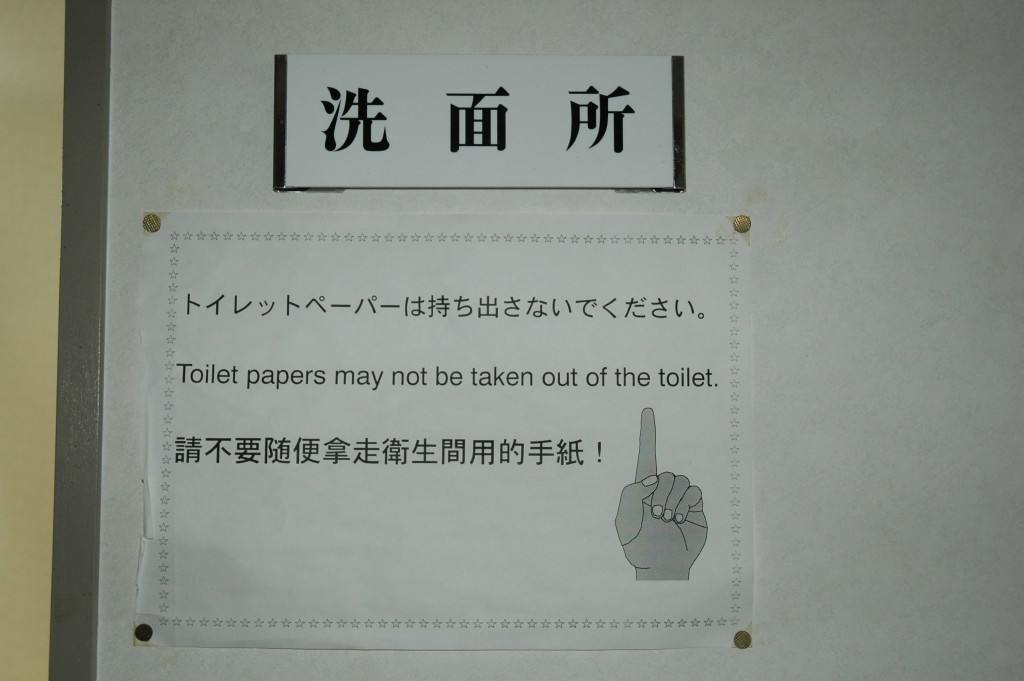 洗面所
トイレットペーパーは持ち出さないでください。
Toilet papers may not be taken out of the toilet.
請不要随便拿走衛生間用的手紙！